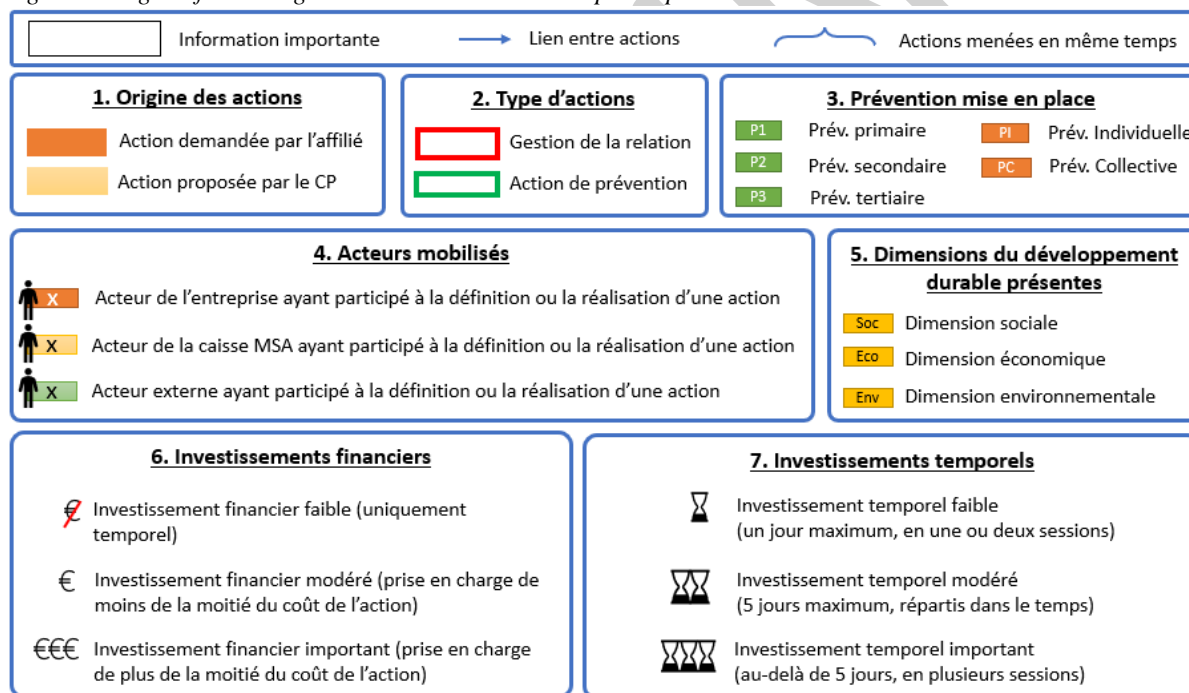 Information importante
Lien entre actions
Actions menées en même temps
1. Origine des actions
Action demandée par l'affilié
Action proposée par le CP
2. Type d'actions
Gestion de la relation
Action de prévention
3. Prévention mise en place
P1 Prév. primaire
PI Prév. Individuelle
P2 Prév. secondaire
PC Prév. Collective
P3 Prév. tertiaire
4. Acteurs mobilisés
X Acteur de l'entreprise ayant participé à la définition ou la réalisation d'une action
X Acteur de la caisse MSA ayant participé à la définition ou la réalisation d'une action
X Acteur externe ayant participé à la définition ou la réalisation d'une action
5. Dimensions du développement
durable présentes
Soc Dimension sociale
Eco Dimension économique
Env Dimension environnementale
6. Investissements financiers
€ Investissement financier faible (uniquement
temporel)
€ Investissement financier modéré (prise en charge de
moins de la moitié du coût de l'action)
€€€ Investissement financier important (prise en charge
de plus de la moitié du coût de l'action)
7. Investissements temporels
Investissement temporel faible
(un jour maximum, en une ou deux sessions)
Investissement temporel modéré
(5 jours maximum, répartis dans le temps)
Investissement temporel important
(au-delà de 5 jours, en plusieurs sessions)